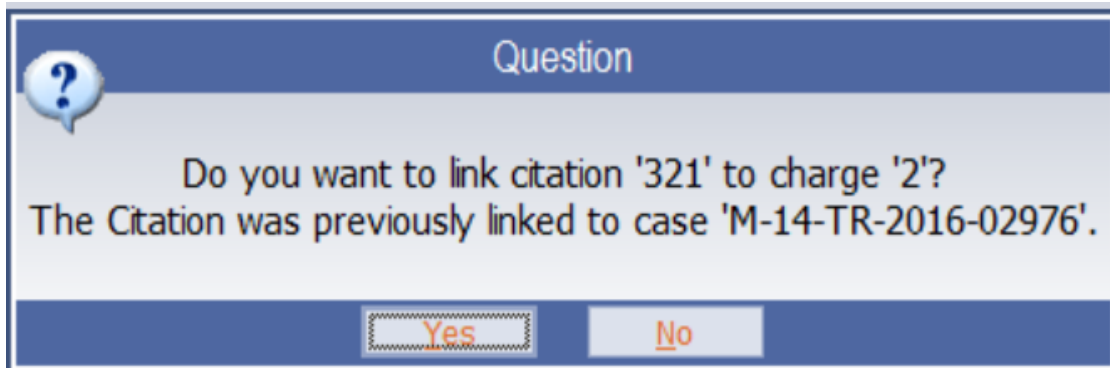 Question
?
Do you want to link citation '321' to charge '2'?
The Citation was previously linked to case 'M-14-TR-2016-02976'.
Yes No